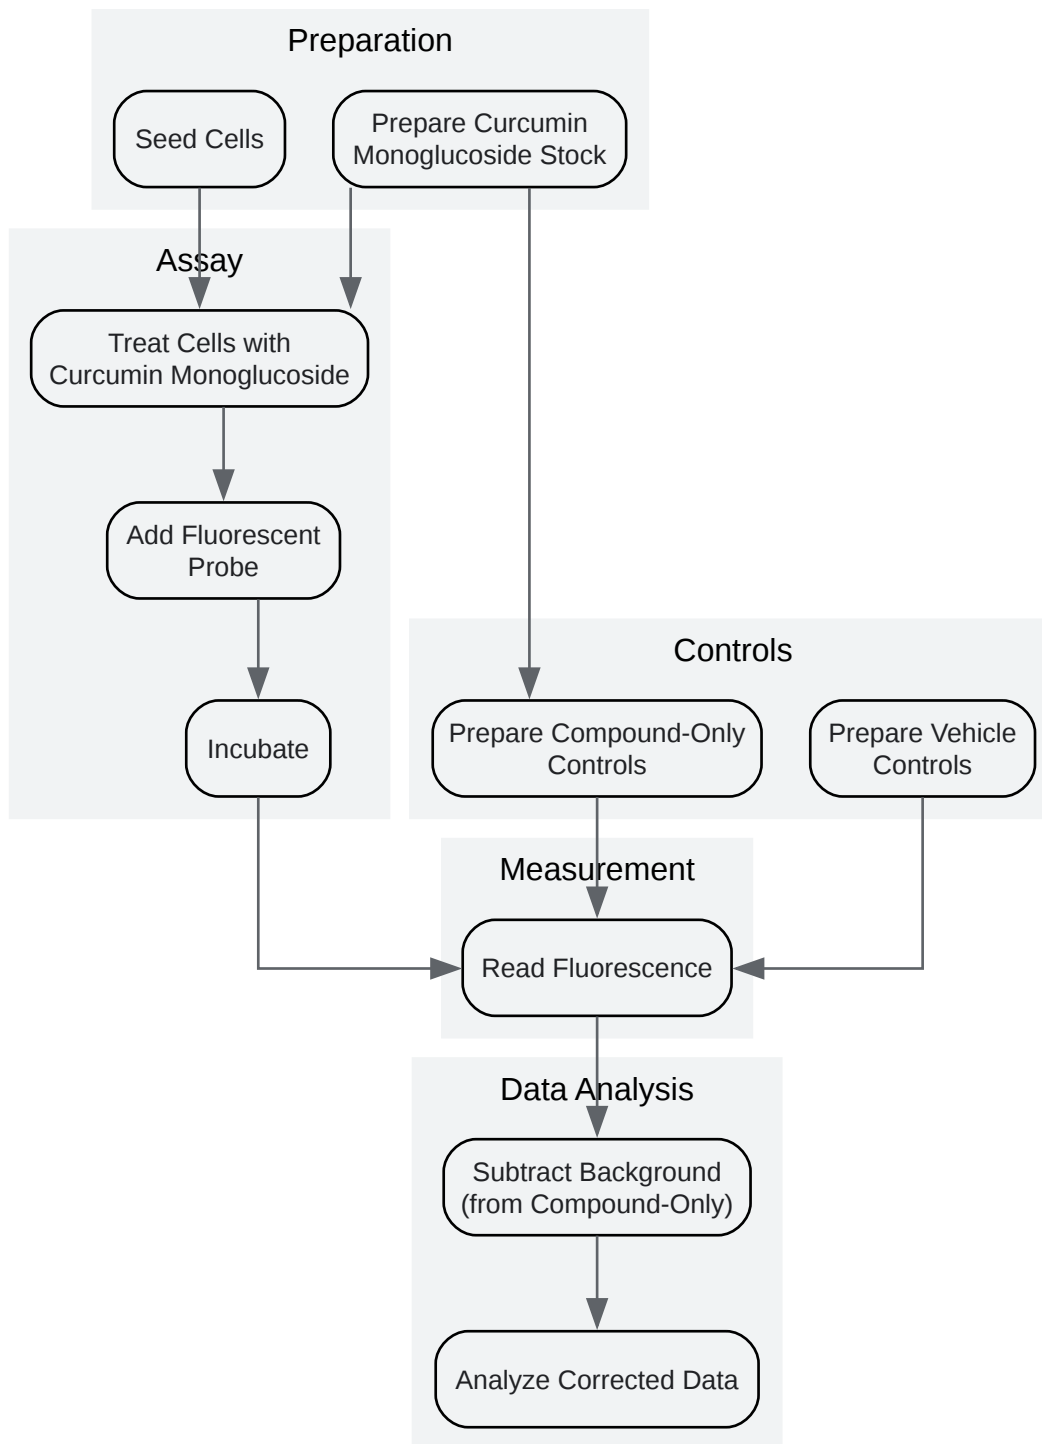 Preparation
Seed Cells
Prepare Curcumin
Monoglucoside Stock
Assay
Treat Cells with
Curcumin Monoglucoside
Add Fluorescent
Probe
Incubate
Controls
Prepare Compound-Only
Controls
Prepare Vehicle
Controls
Measurement
Read Fluorescence
Data Analysis
Subtract Background
(from Compound-Only)
Analyze Corrected Data